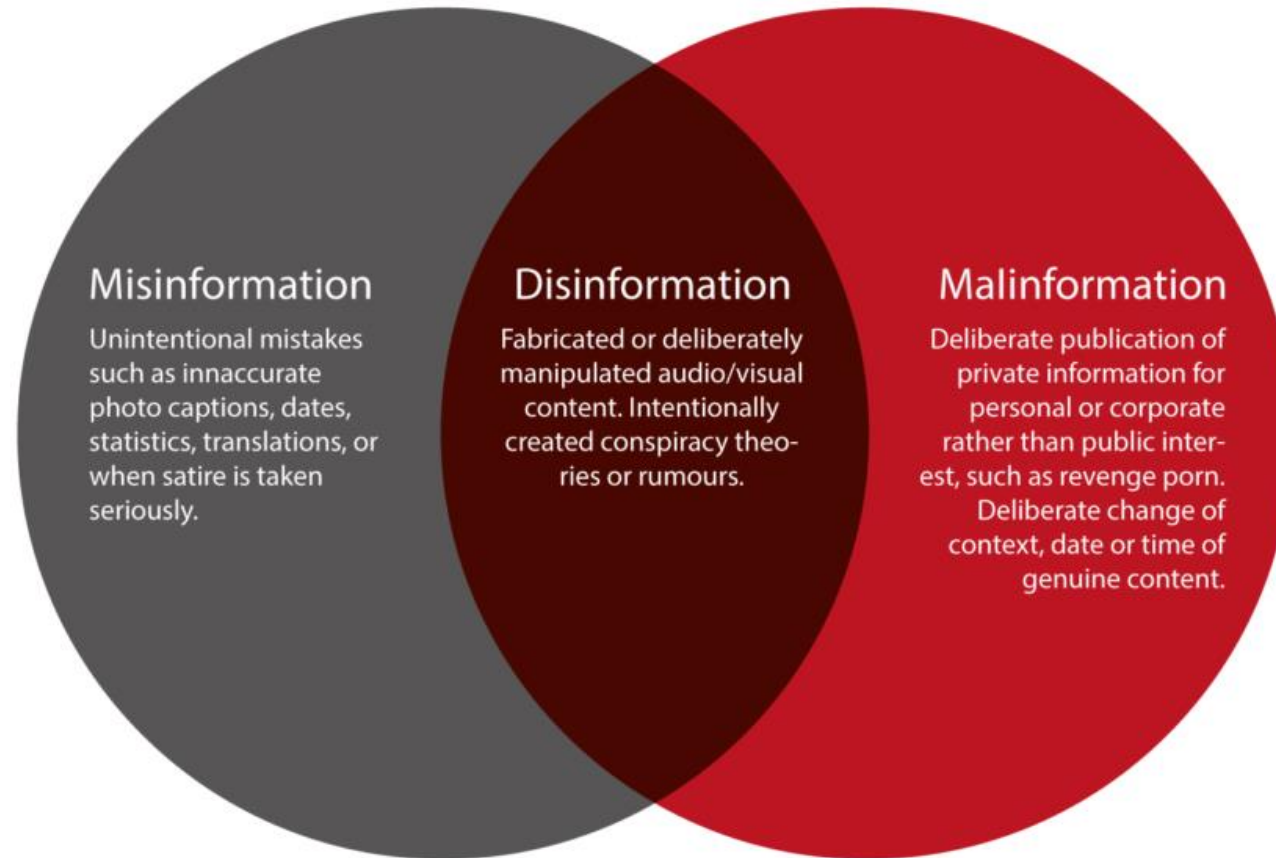 Misinformation
Unintentional mistakes
such as innaccurate
photo captions, dates,
statistics, translations, or
when satire is taken
seriously.
Disinformation
Fabricated or deliberately
manipulated audio/visual
content. Intentionally
created conspiracy theo-
ries or rumours.
Malinformation
Deliberate publication of
private information for
personal or corporate
rather than public inter-
est, such as revenge porn.
Deliberate change of
context, date or time of
genuine content.